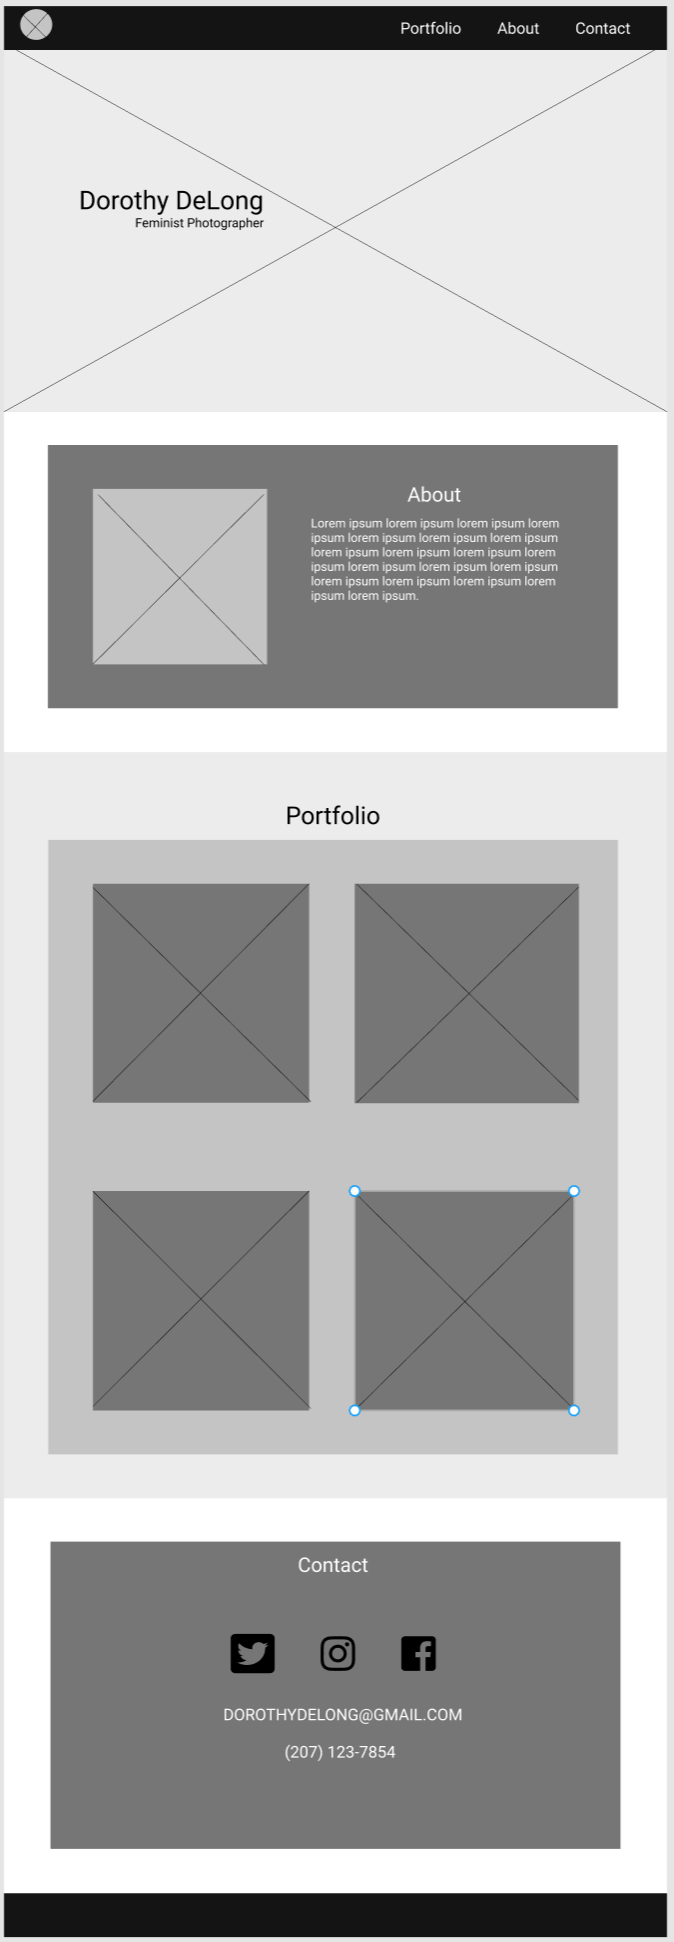 Portfolio About Contact
Dorothy DeLong
Feminist Photographer
About
Lorem ipsum lorem ipsum lorem ipsum lorem
ipsum lorem ipsum lorem ipsum lorem ipsum
lorem ipsum lorem ipsum lorem ipsum lorem
ipsum lorem ipsum lorem ipsum lorem ipsum
lorem ipsum lorem ipsum lorem ipsum lorem
ipsum lorem ipsum.
Portfolio
Contact
DOROTHYDELONG@GMAIL.COM
(207) 123-7854